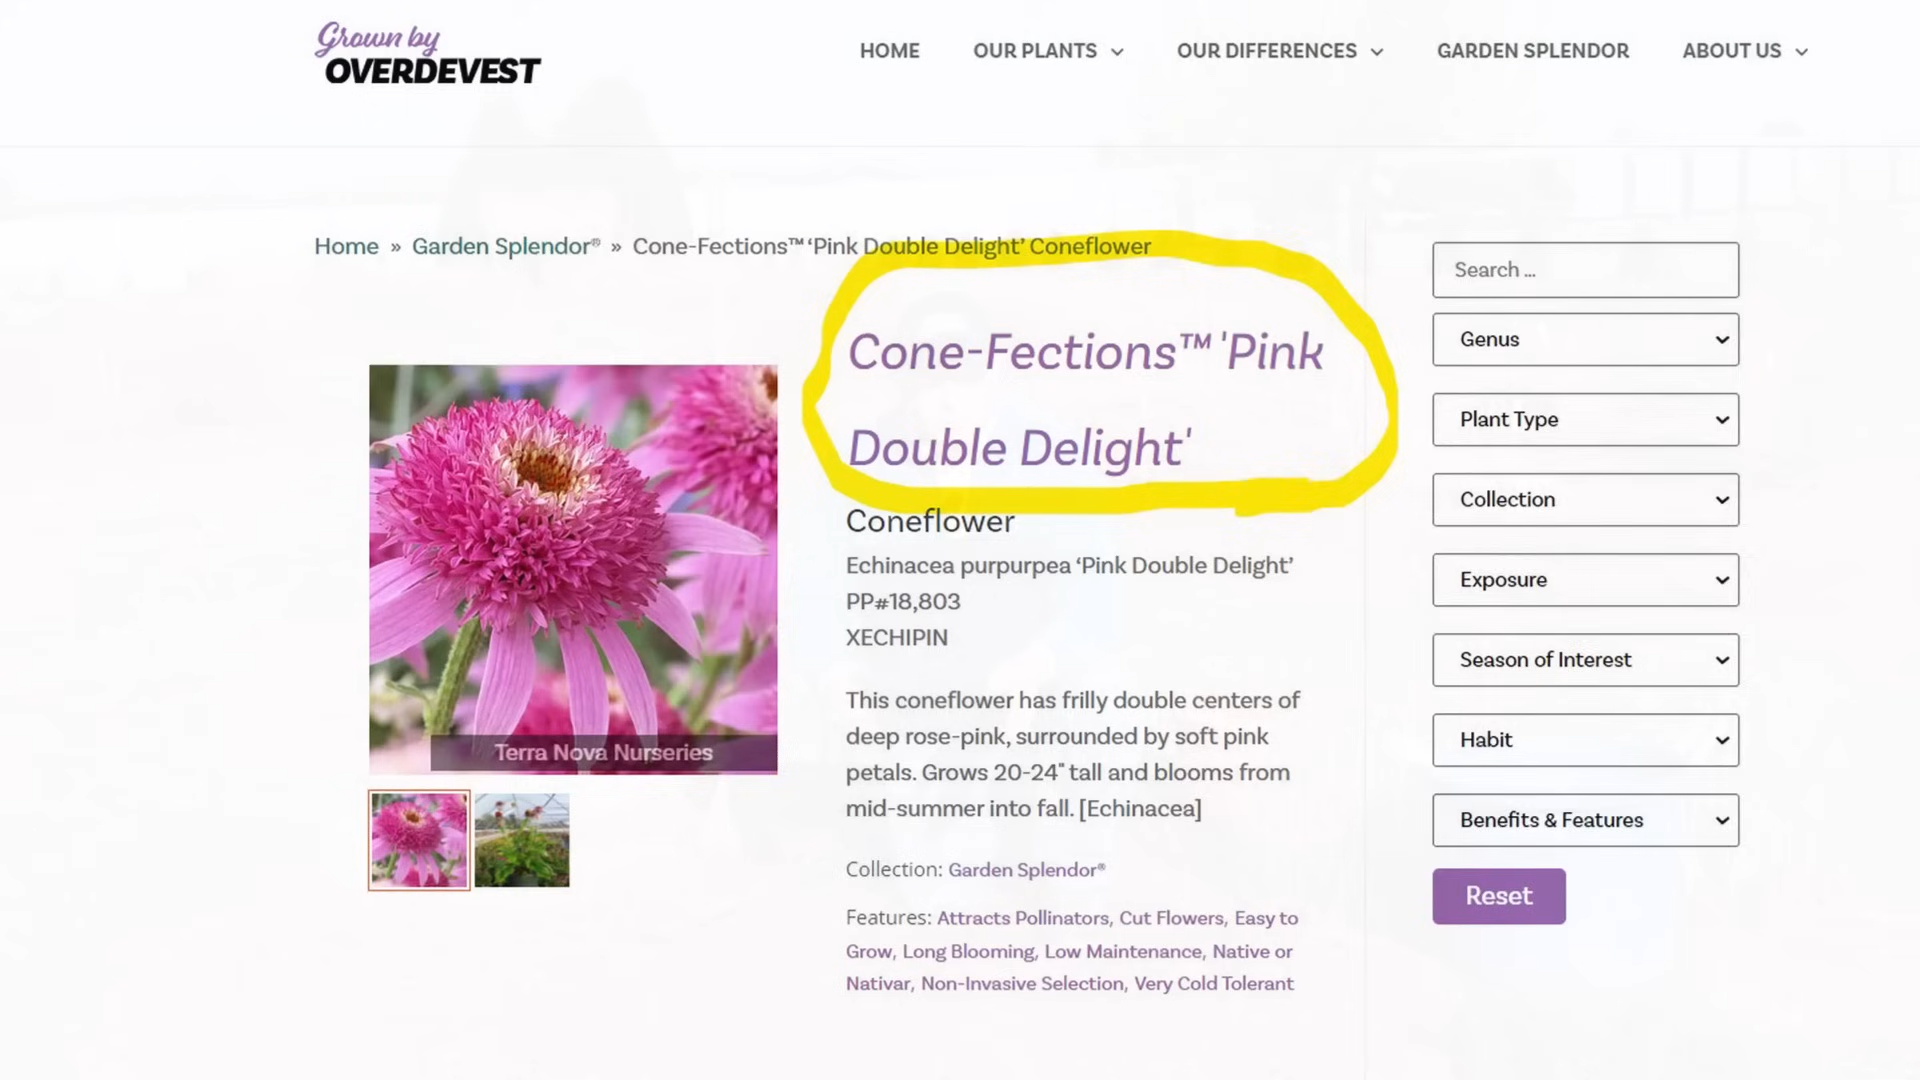 Grown by
OVERDEVEST
HOME
OUR PLANTS
OUR DIFFERENCES
GARDEN SPLENDOR
ABOUT US
Home » Garden Splendor® » Cone-Fections™ ‘Pink Double Delight’ Coneflower
Cone-Fections™ 'Pink
Double Delight'
Coneflower
Echinacea purpurpea ‘Pink Double Delight’
PP#18,803
XECHIPIN
This coneflower has frilly double centers of
deep rose-pink, surrounded by soft pink
petals. Grows 20-24" tall and blooms from
mid-summer into fall. [Echinacea]
Collection: Garden Splendor®
Features: Attracts Pollinators, Cut Flowers, Easy to
Grow, Long Blooming, Low Maintenance, Native or
Nativar, Non-Invasive Selection, Very Cold Tolerant
Terra Nova Nurseries
Search ...
Genus
Plant Type
Collection
Exposure
Season of Interest
Habit
Benefits & Features
Reset